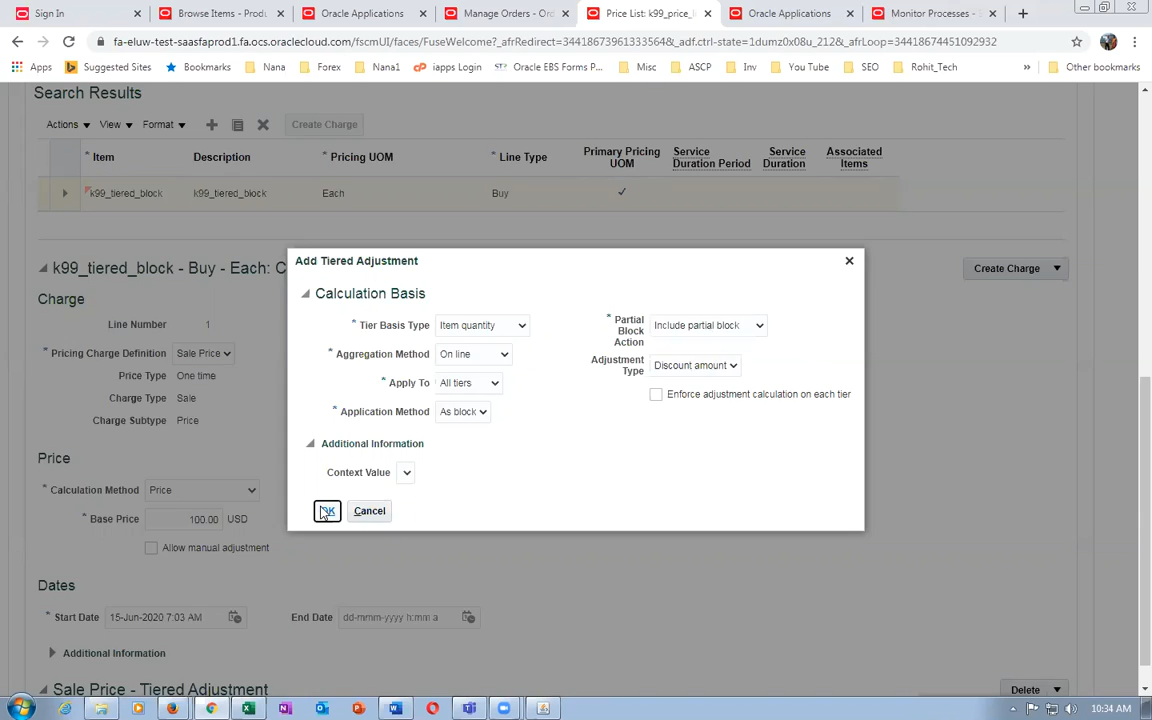 Sign In
Browse Items - Produ
Oracle Applications
Manage Orders - Ord
Price List: k99_price_l
Oracle Applications
Monitor Processes -
fa-eluw-test-saasfaprod1.fa.ocs.oraclecloud.com/fscmUI/faces/FuseWelcome?_afrRedirect=344186739613335​64&_adf.ctrl-state=1dumz0x08u_212&_afrLoop=34418674451092932
Apps
Suggested Sites
Bookmarks
Nana
Forex
Nana1
iapps Login
Oracle EBS Forms P...
Misc
ASCP
Inv
You Tube
SEO
Rohit_Tech
»
Other bookmarks
Search Results
Actions
View
Format
Create Charge
* Item
Description
* Pricing UOM
* Line Type
Primary Pricing
UOM
Service
Duration Period
Service
Duration
Associated
Items
k99_tiered_block
k99_tiered_block
Each
Buy
k99_tiered_block - Buy - Each: C
Create Charge
Charge
Line Number 1
* Pricing Charge Definition Sale Price
Price Type One time
Charge Type Sale
Charge Subtype Price
Price
* Calculation Method Price
* Base Price 100.00 USD
Allow manual adjustment
Dates
* Start Date 15-Jun-2020 7:03 AM
End Date dd-mmm-yyyy h:mm a
Additional Information
Sale Price - Tiered Adjustment
Delete
Add Tiered Adjustment
Calculation Basis
* Tier Basis Type Item quantity
* Aggregation Method On line
* Apply To All tiers
* Application Method As block
* Partial
Block
Action
Include partial block
Adjustment
Type
Discount amount
Enforce adjustment calculation on each tier
Additional Information
Context Value
OK
Cancel
10:34 AM